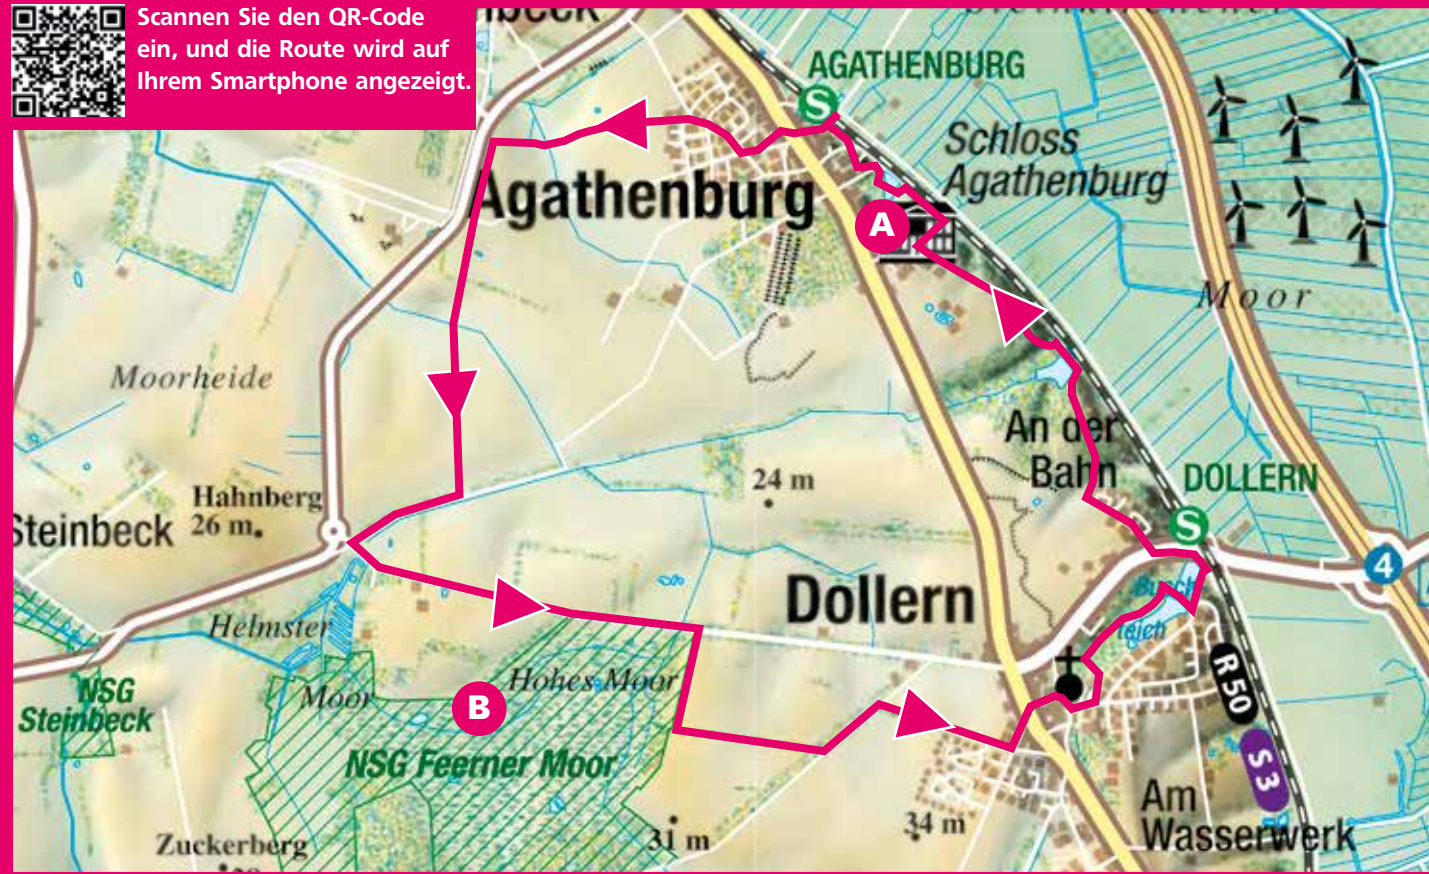 Scannen Sie den QR-Code
ein, und die Route wird auf
Ihrem Smartphone angezeigt.
AGATHENBURG
S
Schloss
Agathenburg
Agathenburg
A
Moor
Moorheide
An der
Bahn
DOLLERN
S
24 m
Hahnberg
26 m
Steinbeck
4
Dollern
Busch
teich
Helmster
Moor
Hohes Moor
B
NSG
Steinbeck
NSG Feerner Moor
R 50
S 3
Am
Wasserwerk
34 m
31 m
Zuckerberg